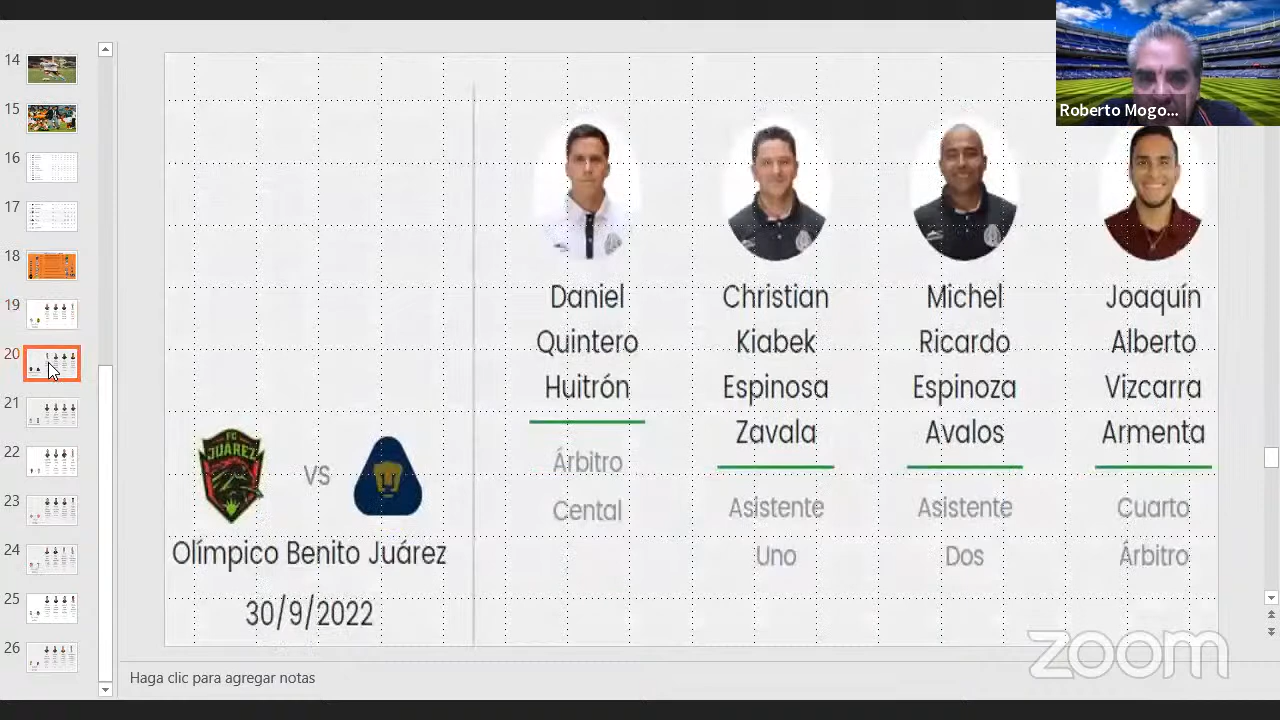 Roberto Mogo...
14
15
16
17
18
19
20
21
22
23
24
25
26
Daniel
Quintero
Huitrón
Árbitro
Cental
Christian
Kiabek
Espinosa
Zavala
Asistente
Uno
Michel
Ricardo
Espinoza
Avalos
Asistente
Dos
Joaquín
Alberto
Vizcarra
Armenta
Cuarto
Árbitro
FC
JUÁREZ
VS
Olímpico Benito Juárez
30/9/2022
zoom
Haga clic para agregar notas